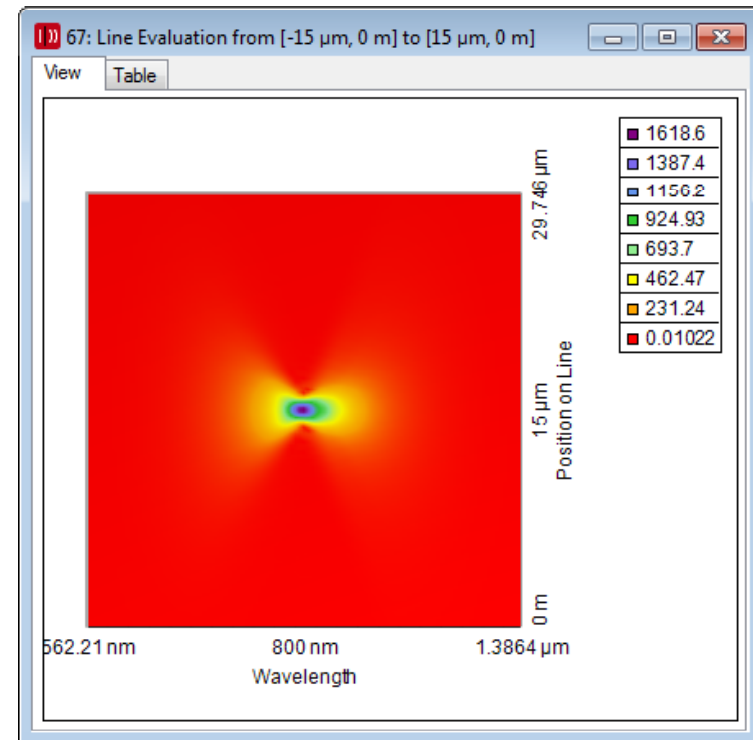 67: Line Evaluation from [-15 µm, 0 m] to [15 µm, 0 m]
View Table
1618.6
1387.4
1156.2
924.93
693.7
462.47
231.24
0.01022
29.746 µm
15 µm
Position on Line
0 m
562.21 nm 800 nm 1.3864 µm
Wavelength